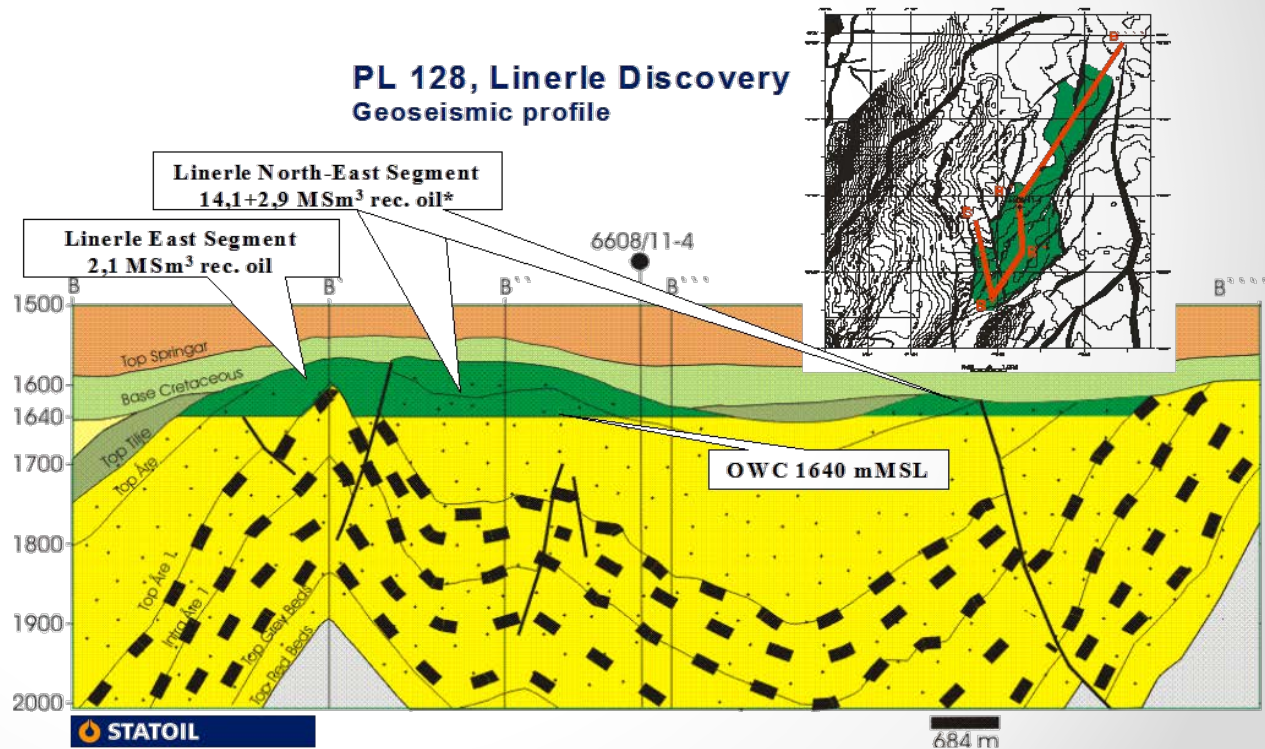 PL 128, Linerle Discovery
Geoseismic profile
Linerle North-East Segment
14,1+2,9 MSm³ rec. oil*
Linerle East Segment
2,1 MSm³ rec. oil
6608/11-4
B
B'
B''
B'''
1500
1600
1640
1700
1800
1900
2000
Top Springar
Base Cretaceous
Top Tilje
Top Åre
Top Åre 1
Intra Åre 1
Top Grey Beds
Top Red Beds
OWC 1640 mMSL
STATOIL
684 m